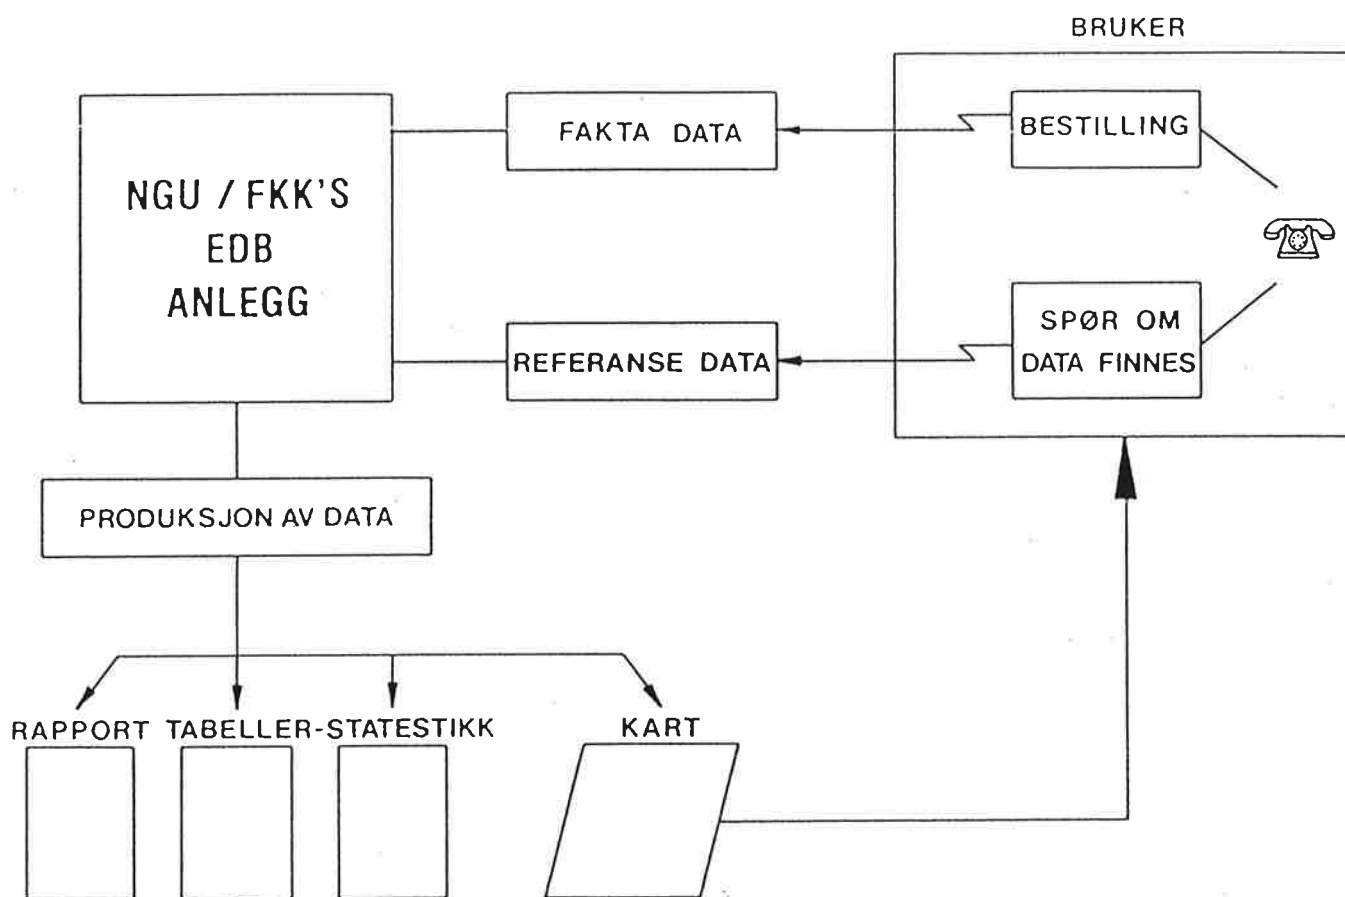 BRUKER
FAKTA DATA
BESTILLING
NGU / FKK'S
EDB
ANLEGG
REFERANSE DATA
SPØR OM
DATA FINNES
PRODUKSJON AV DATA
RAPPORT TABELLER-STATESTIKK KART